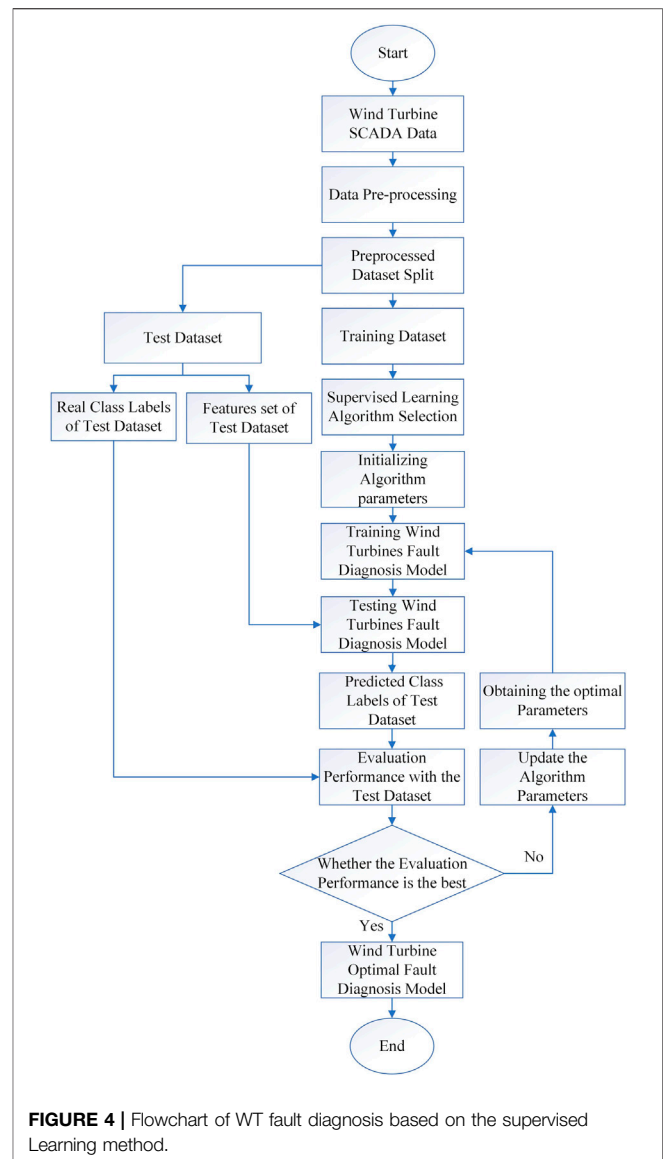 Start
Wind Turbine
SCADA Data
Data Pre-processing
Preprocessed
Dataset Split
Test Dataset
Training Dataset
Real Class Labels
of Test Dataset
Features set of
Test Dataset
Supervised Learning
Algorithm Selection
Initializing
Algorithm
parameters
Training Wind
Turbines Fault
Diagnosis Model
Testing Wind
Turbines Fault
Diagnosis Model
Predicted Class
Labels of Test
Dataset
Obtaining the optimal
Parameters
Evaluation
Performance with the
Test Dataset
Update the
Algorithm
Parameters
Whether the Evaluation
Performance is the best
No
Yes
Wind Turbine
Optimal Fault
Diagnosis Model
End
FIGURE 4 | Flowchart of WT fault diagnosis based on the supervised
Learning method.